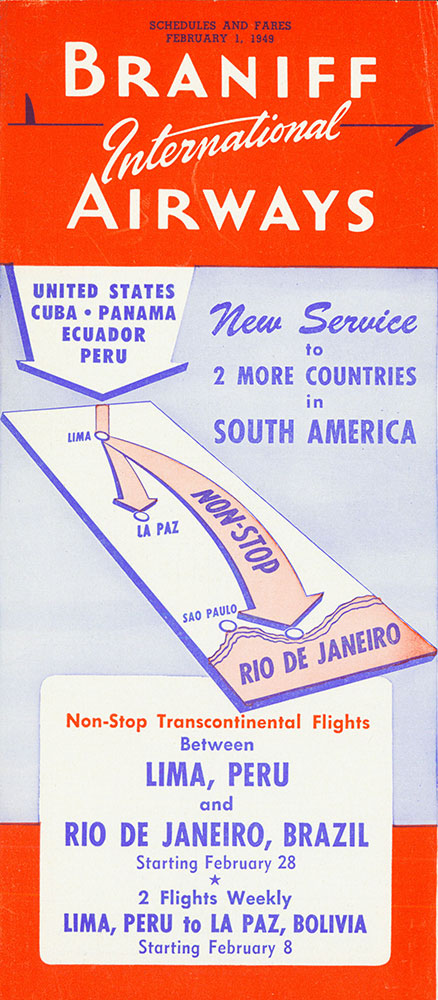 SCHEDULES AND FARES
FEBRUARY 1, 1949
BRANIFF
International
AIRWAYS
UNITED STATES
CUBA • PANAMA
ECUADOR
PERU
New Service
to
2 MORE COUNTRIES
in
SOUTH AMERICA
LIMA
LA PAZ
NON-STOP
SAO PAULO
RIO DE JANEIRO
Non-Stop Transcontinental Flights
Between
LIMA, PERU
and
RIO DE JANEIRO, BRAZIL
Starting February 28
★
2 Flights Weekly
LIMA, PERU to LA PAZ, BOLIVIA
Starting February 8